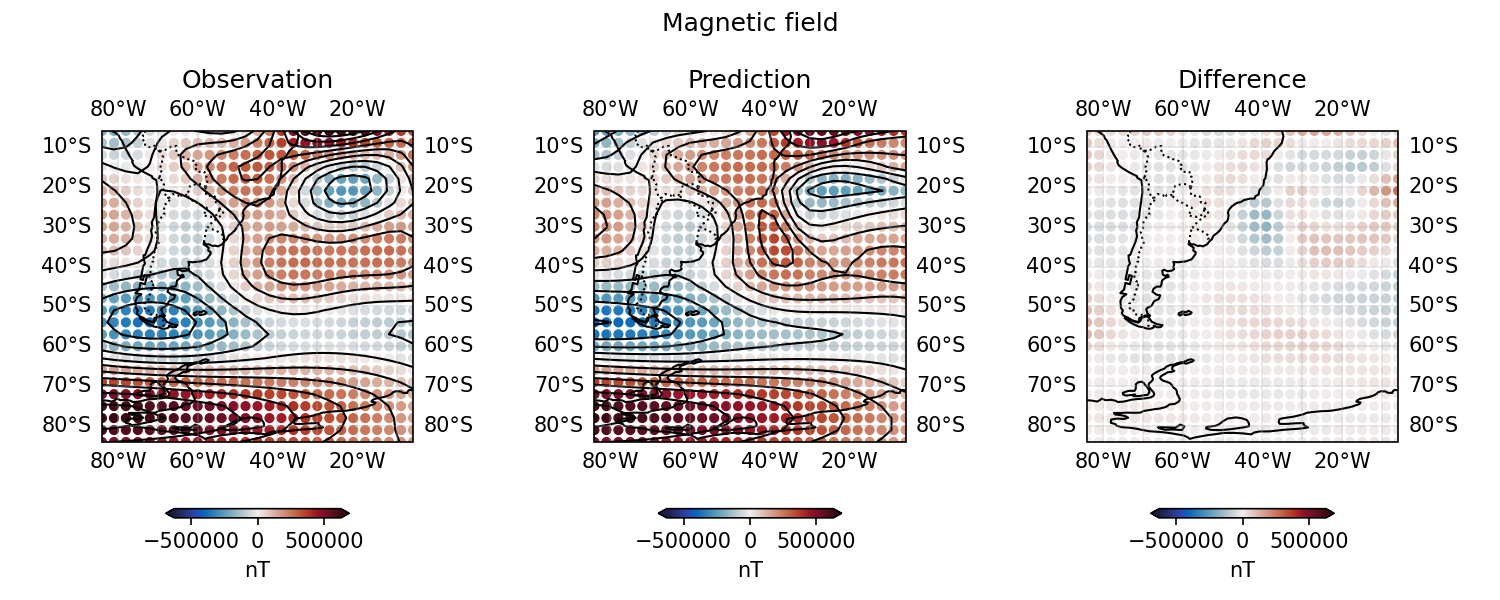 Magnetic field
Observation Prediction Difference
80°W 60°W 40°W 20°W 80°W 60°W 40°W 20°W 80°W 60°W 40°W 20°W
10°S 10°S 10°S 10°S 10°S 10°S
20°S 20°S 20°S 20°S 20°S 20°S
30°S 30°S 30°S 30°S 30°S 30°S
40°S 40°S 40°S 40°S 40°S 40°S
50°S 50°S 50°S 50°S 50°S 50°S
60°S 60°S 60°S 60°S 60°S 60°S
70°S 70°S 70°S 70°S 70°S 70°S
80°S 80°S 80°S 80°S 80°S 80°S
80°W 60°W 40°W 20°W 80°W 60°W 40°W 20°W 80°W 60°W 40°W 20°W
−500000 0 500000 −500000 0 500000 −500000 0 500000
nT nT nT